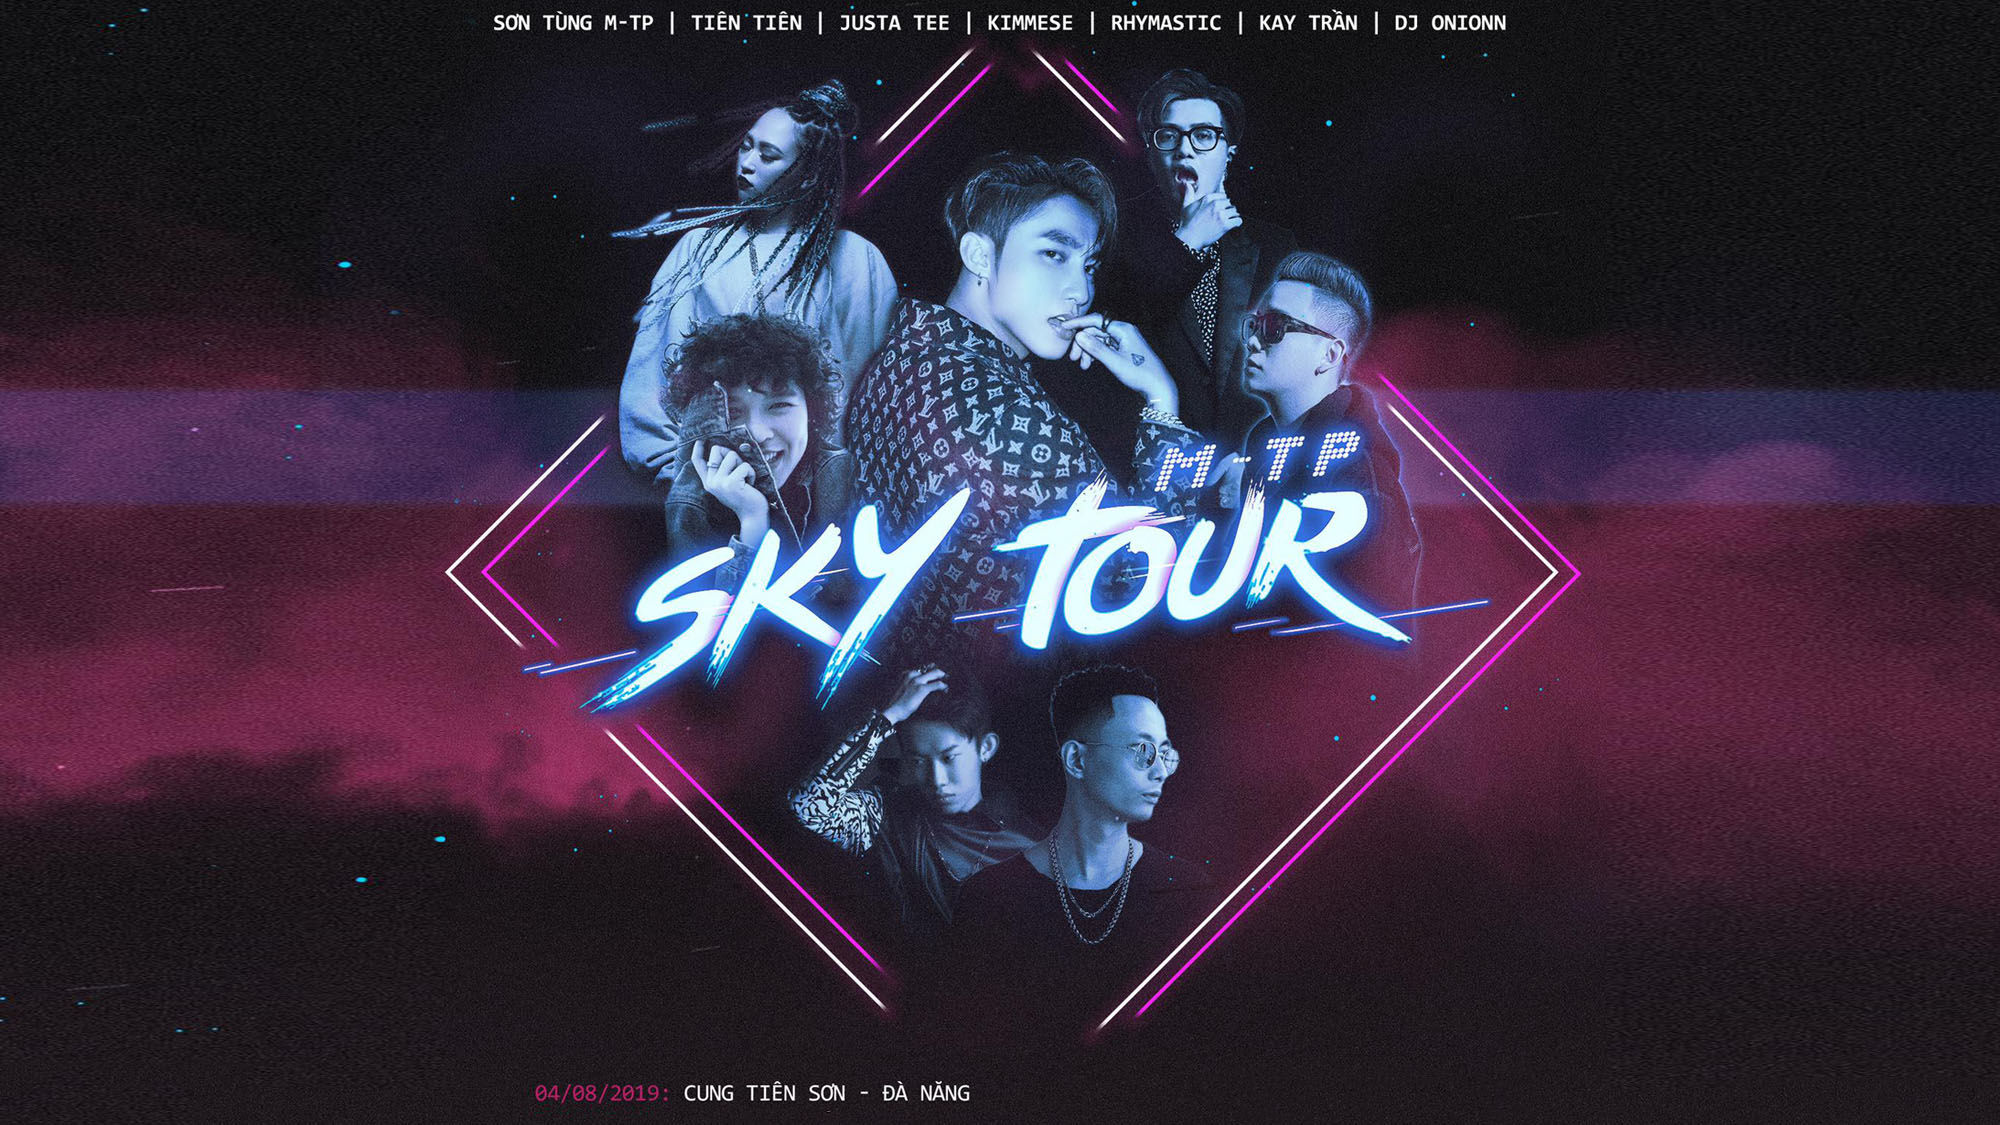 SƠN TÙNG M-TP | TIÊN TIÊN | JUSTA TEE | KIMMESE | RHYMASTIC | KAY TRẦN | DJ ONIONN
M-TP
SKY TOUR
04/08/2019: CUNG TIÊN SƠN - ĐÀ NẴNG